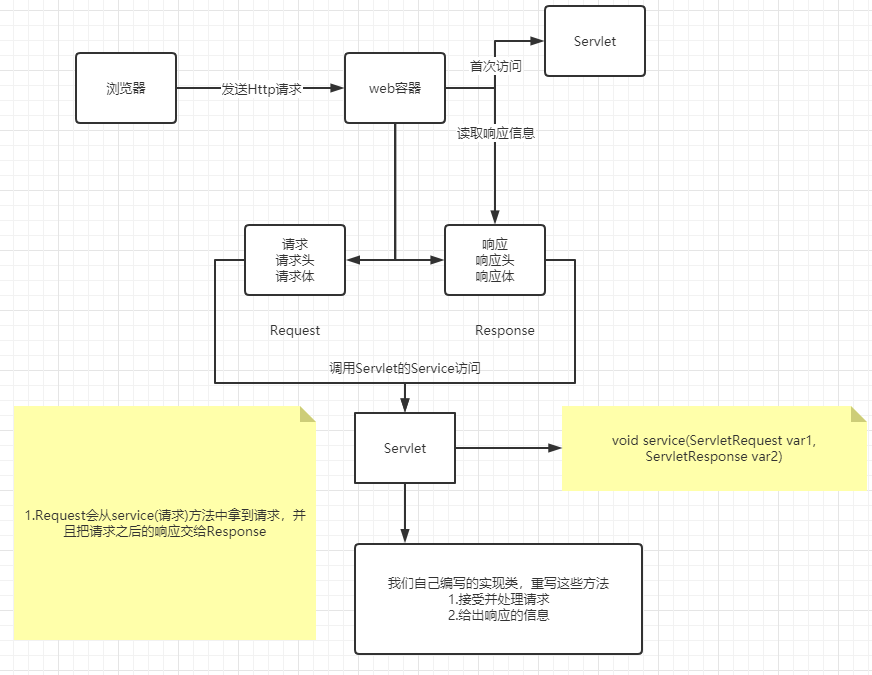 Servlet
首次访问
浏览器
发送Http请求
web容器
读取响应信息
请求
请求头
请求体
响应
响应头
响应体
Request
Response
调用Servlet的Service访问
Servlet
void service(ServletRequest var1,
ServletResponse var2)
1.Request会从service(请求)方法中拿到请求，并
且把请求之后的响应交给Response
我们自己编写的实现类，重写这些方法
1.接受并处理请求
2.给出响应的信息